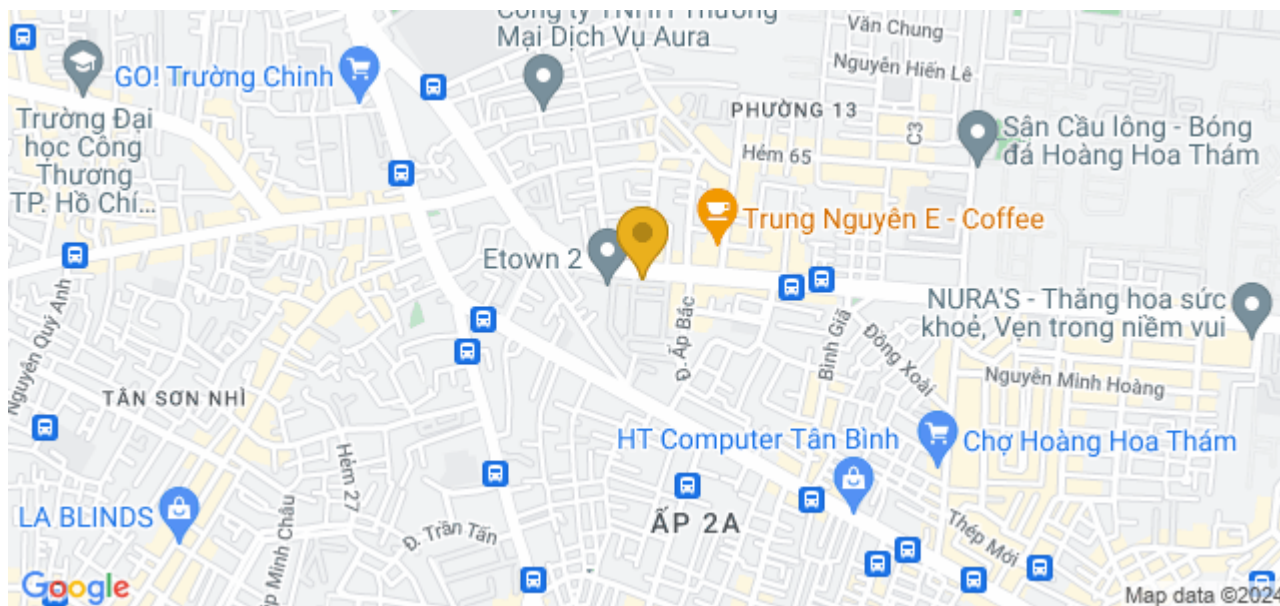 Công ty TNHH Thương
Mại Dịch Vụ Aura
Văn Chung
Nguyễn Hiến Lê
GO! Trường Chinh
PHƯỜNG 13
C3
Trường Đại
học Công
Thương
TP. Hồ Chí...
Sân Cầu lông - Bóng
đá Hoàng Hoa Thám
Hẻm 65
Trung Nguyên E - Coffee
Etown 2
NURA'S - Thăng hoa sức
khoẻ, Vẹn trong niềm vui
Nguyễn Quý Anh
Đ. Ấp Bắc
Bình Giã
Đồng Xoài
Nguyễn Minh Hoàng
TÂN SƠN NHÌ
HT Computer Tân Bình
Chợ Hoàng Hoa Thám
Hẻm 27
LA BLINDS
ẤP 2A
Đ. Trần Tấn
Thép Mới
Minh Châu
Google
Map data ©2024